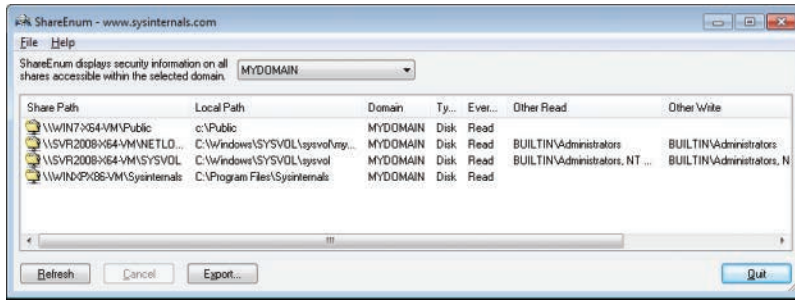 ShareEnum - www.sysinternals.com
File Help
ShareEnum displays security information on all
shares accessible within the selected domain. MYDOMAIN
Share Path Local Path Domain Ty... Ever... Other Read Other Write
\\WIN7-X64-VM\Public c:\Public MYDOMAIN Disk Read
\\SVR2008-X64-VM\NETLO... C:\Windows\SYSVOL\sysvol\my... MYDOMAIN Disk Read BUILTIN\Administrators BUILTIN\Administrators
\\SVR2008-X64-VM\SYSVOL C:\Windows\SYSVOL\sysvol MYDOMAIN Disk Read BUILTIN\Administrators, NT ... BUILTIN\Administrators, N
\\WINXPX86-VM\Sysinternals C:\Program Files\Sysinternals MYDOMAIN Disk Read
Refresh Cancel Export... Quit